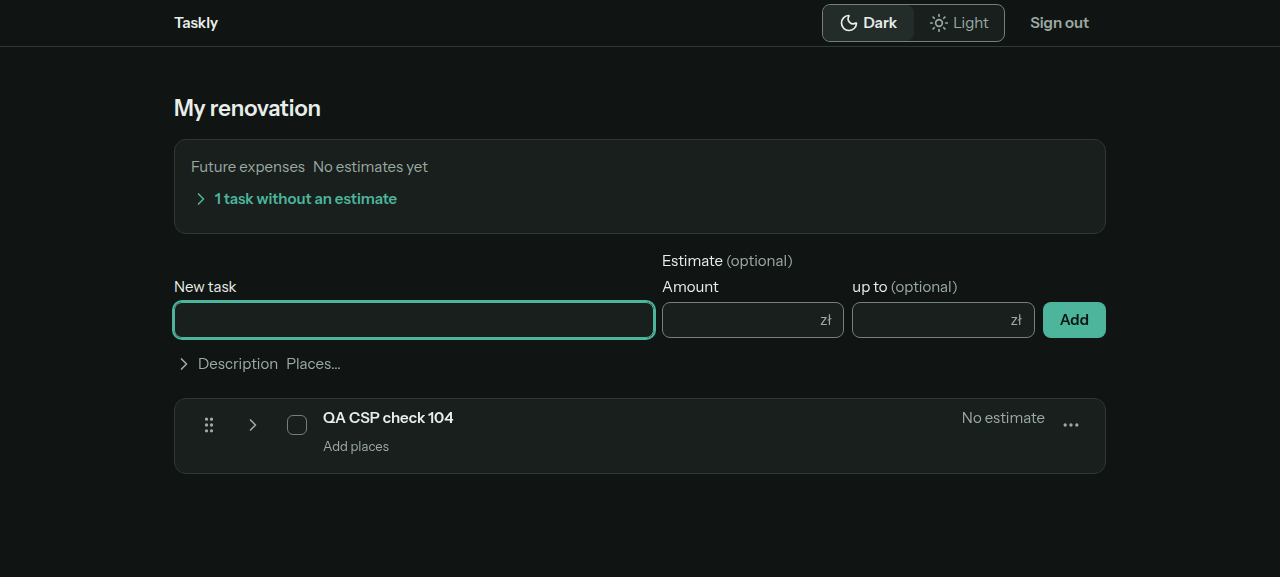 Taskly
Dark
Light
Sign out
My renovation
Future expenses No estimates yet
1 task without an estimate
Estimate (optional)
New task
Amount
up to (optional)
zł
zł
Add
Description Places...
QA CSP check 104
No estimate
Add places